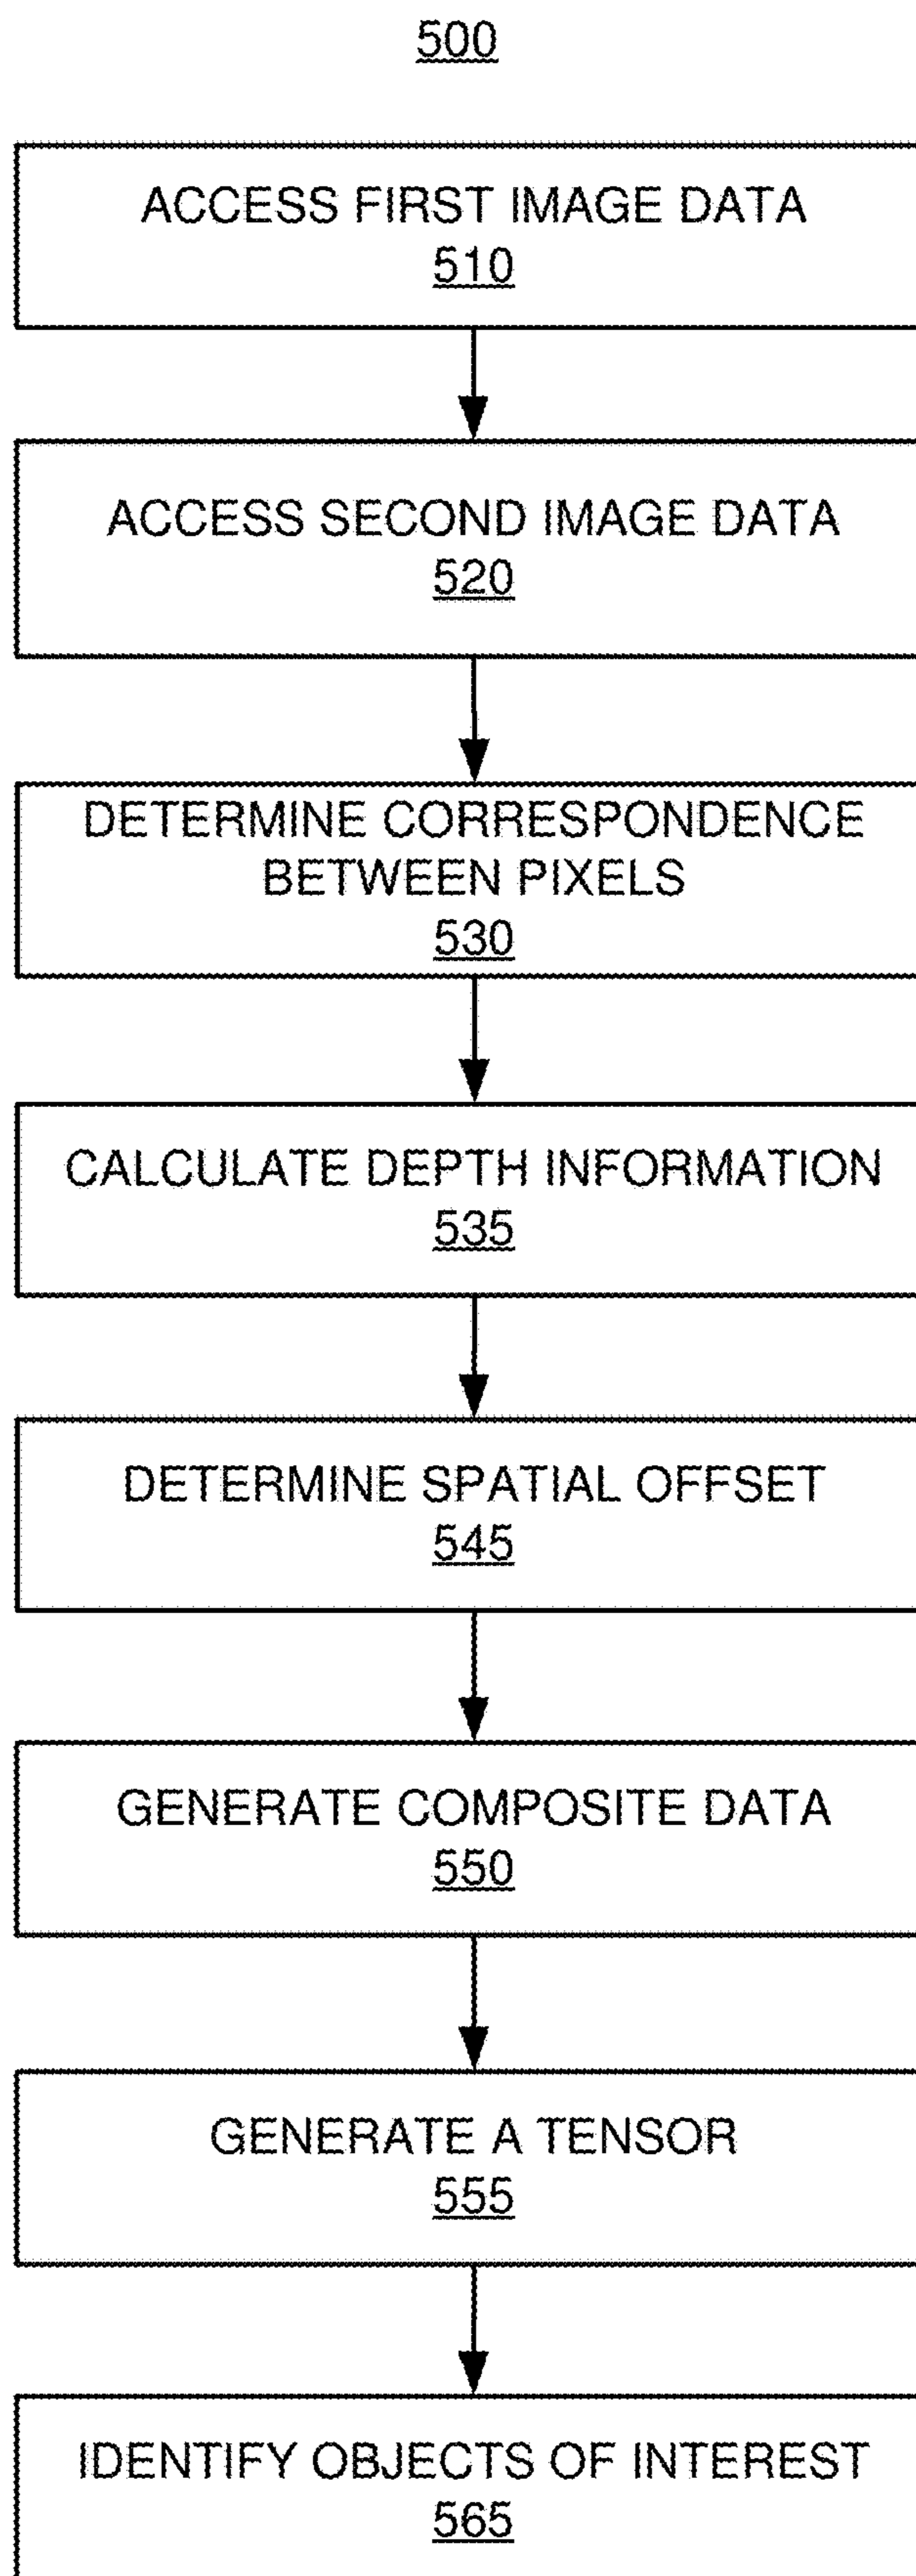 500
ACCESS FIRST IMAGE DATA
510
ACCESS SECOND IMAGE DATA
520
DETERMINE CORRESPONDENCE
BETWEEN PIXELS
530
CALCULATE DEPTH INFORMATION
535
DETERMINE SPATIAL OFFSET
545
GENERATE COMPOSITE DATA
550
GENERATE A TENSOR
555
IDENTIFY OBJECTS OF INTEREST
565